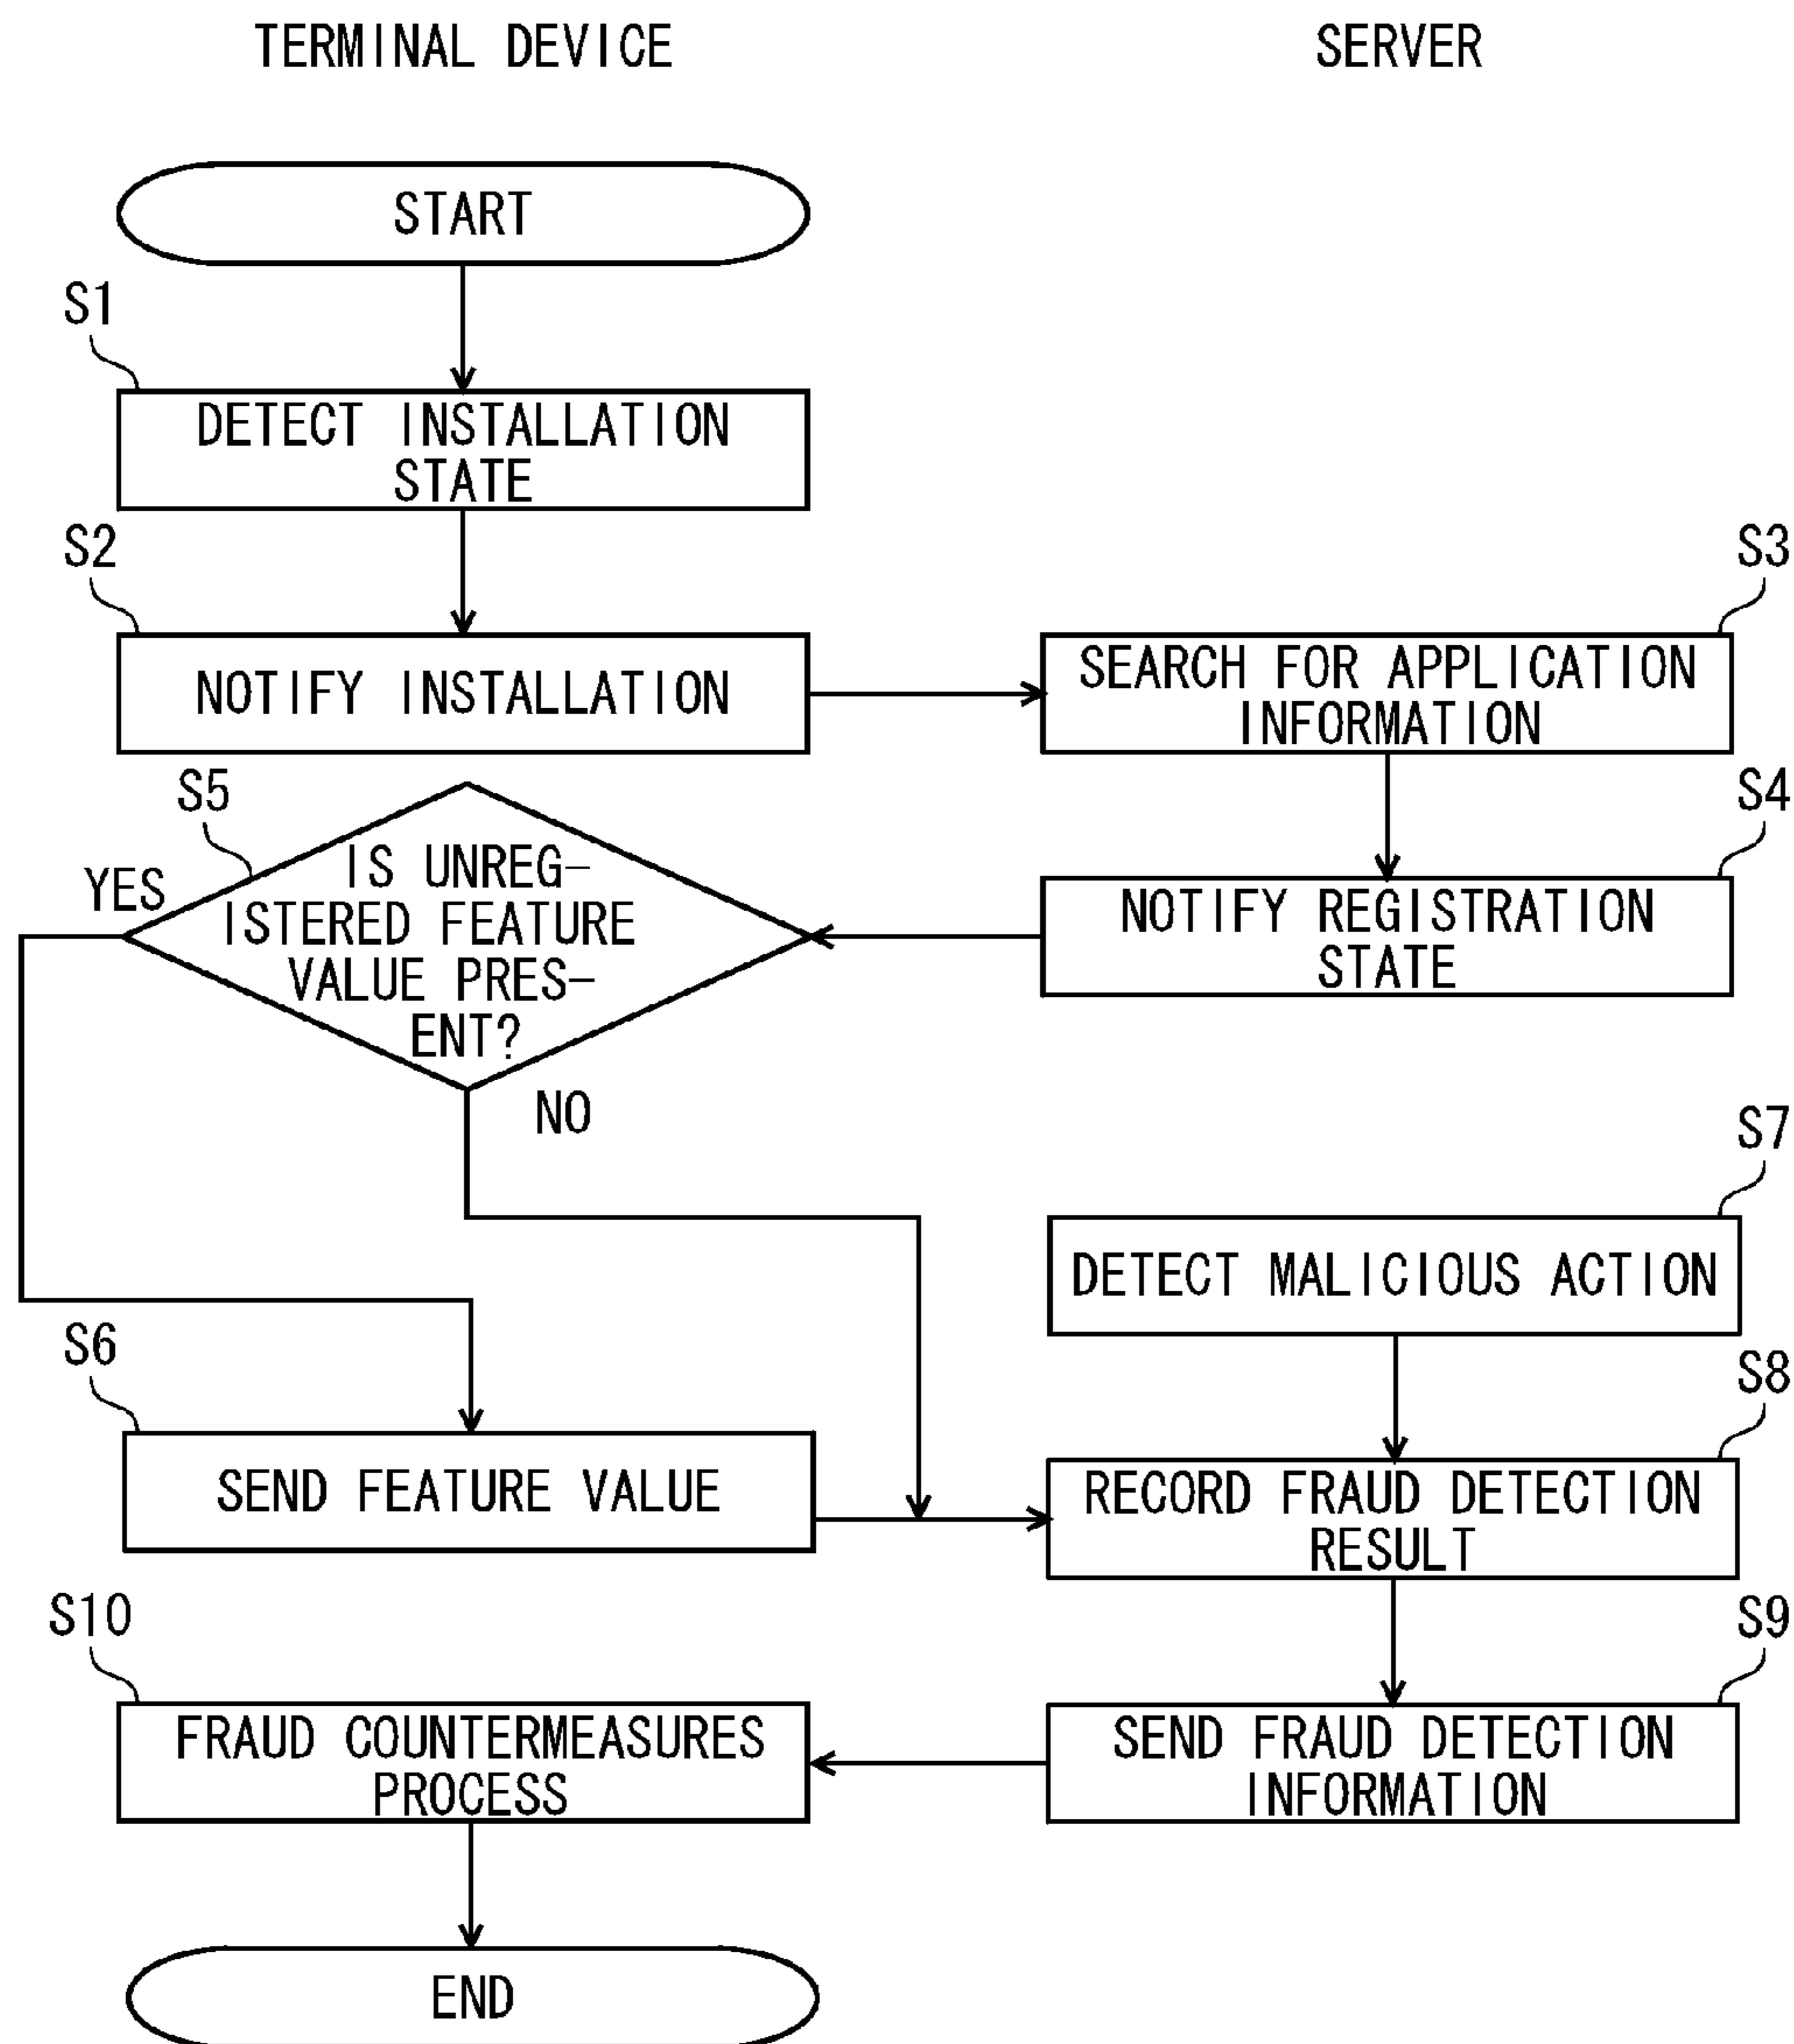 TERMINAL DEVICE
SERVER
START
S1
DETECT INSTALLATION
STATE
S2
NOTIFY INSTALLATION
S3
SEARCH FOR APPLICATION
INFORMATION
S4
NOTIFY REGISTRATION
STATE
S5
IS UNREG-
ISTERED FEATURE
VALUE PRES-
ENT?
YES
NO
S6
SEND FEATURE VALUE
S7
DETECT MALICIOUS ACTION
S8
RECORD FRAUD DETECTION
RESULT
S9
SEND FRAUD DETECTION
INFORMATION
S10
FRAUD COUNTERMEASURES
PROCESS
END